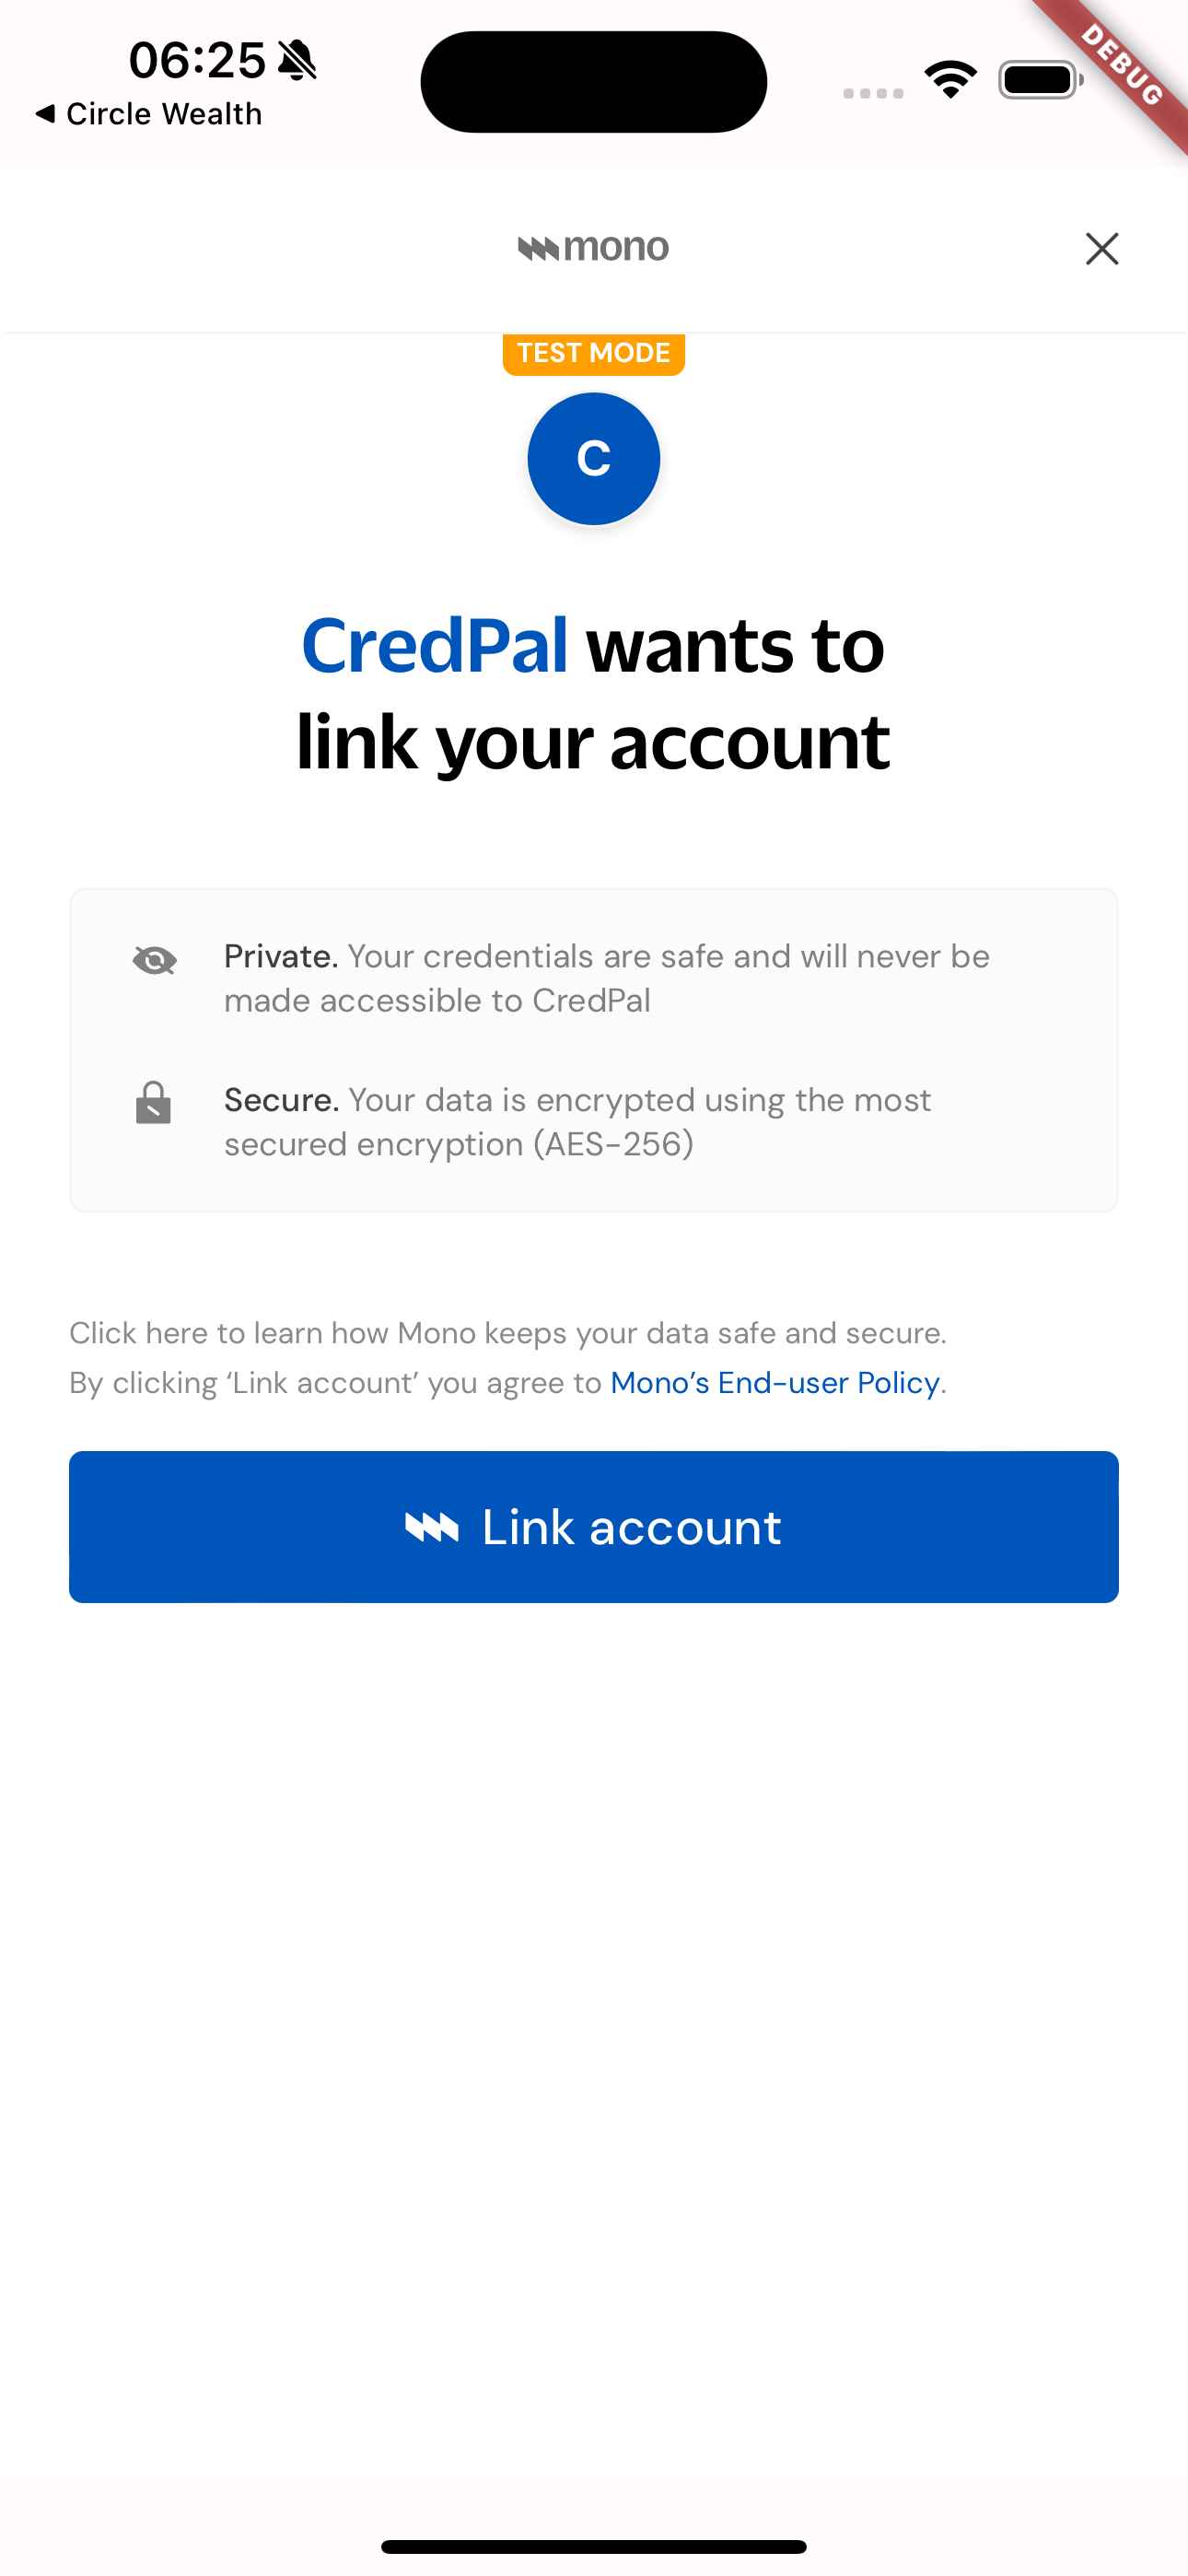 06:25
◀ Circle Wealth
DEBUG
mono
TEST MODE
C
CredPal wants to
link your account
Private. Your credentials are safe and will never be
made accessible to CredPal
Secure. Your data is encrypted using the most
secured encryption (AES-256)
Click here to learn how Mono keeps your data safe and secure.
By clicking ‘Link account’ you agree to Mono’s End-user Policy.
Link account